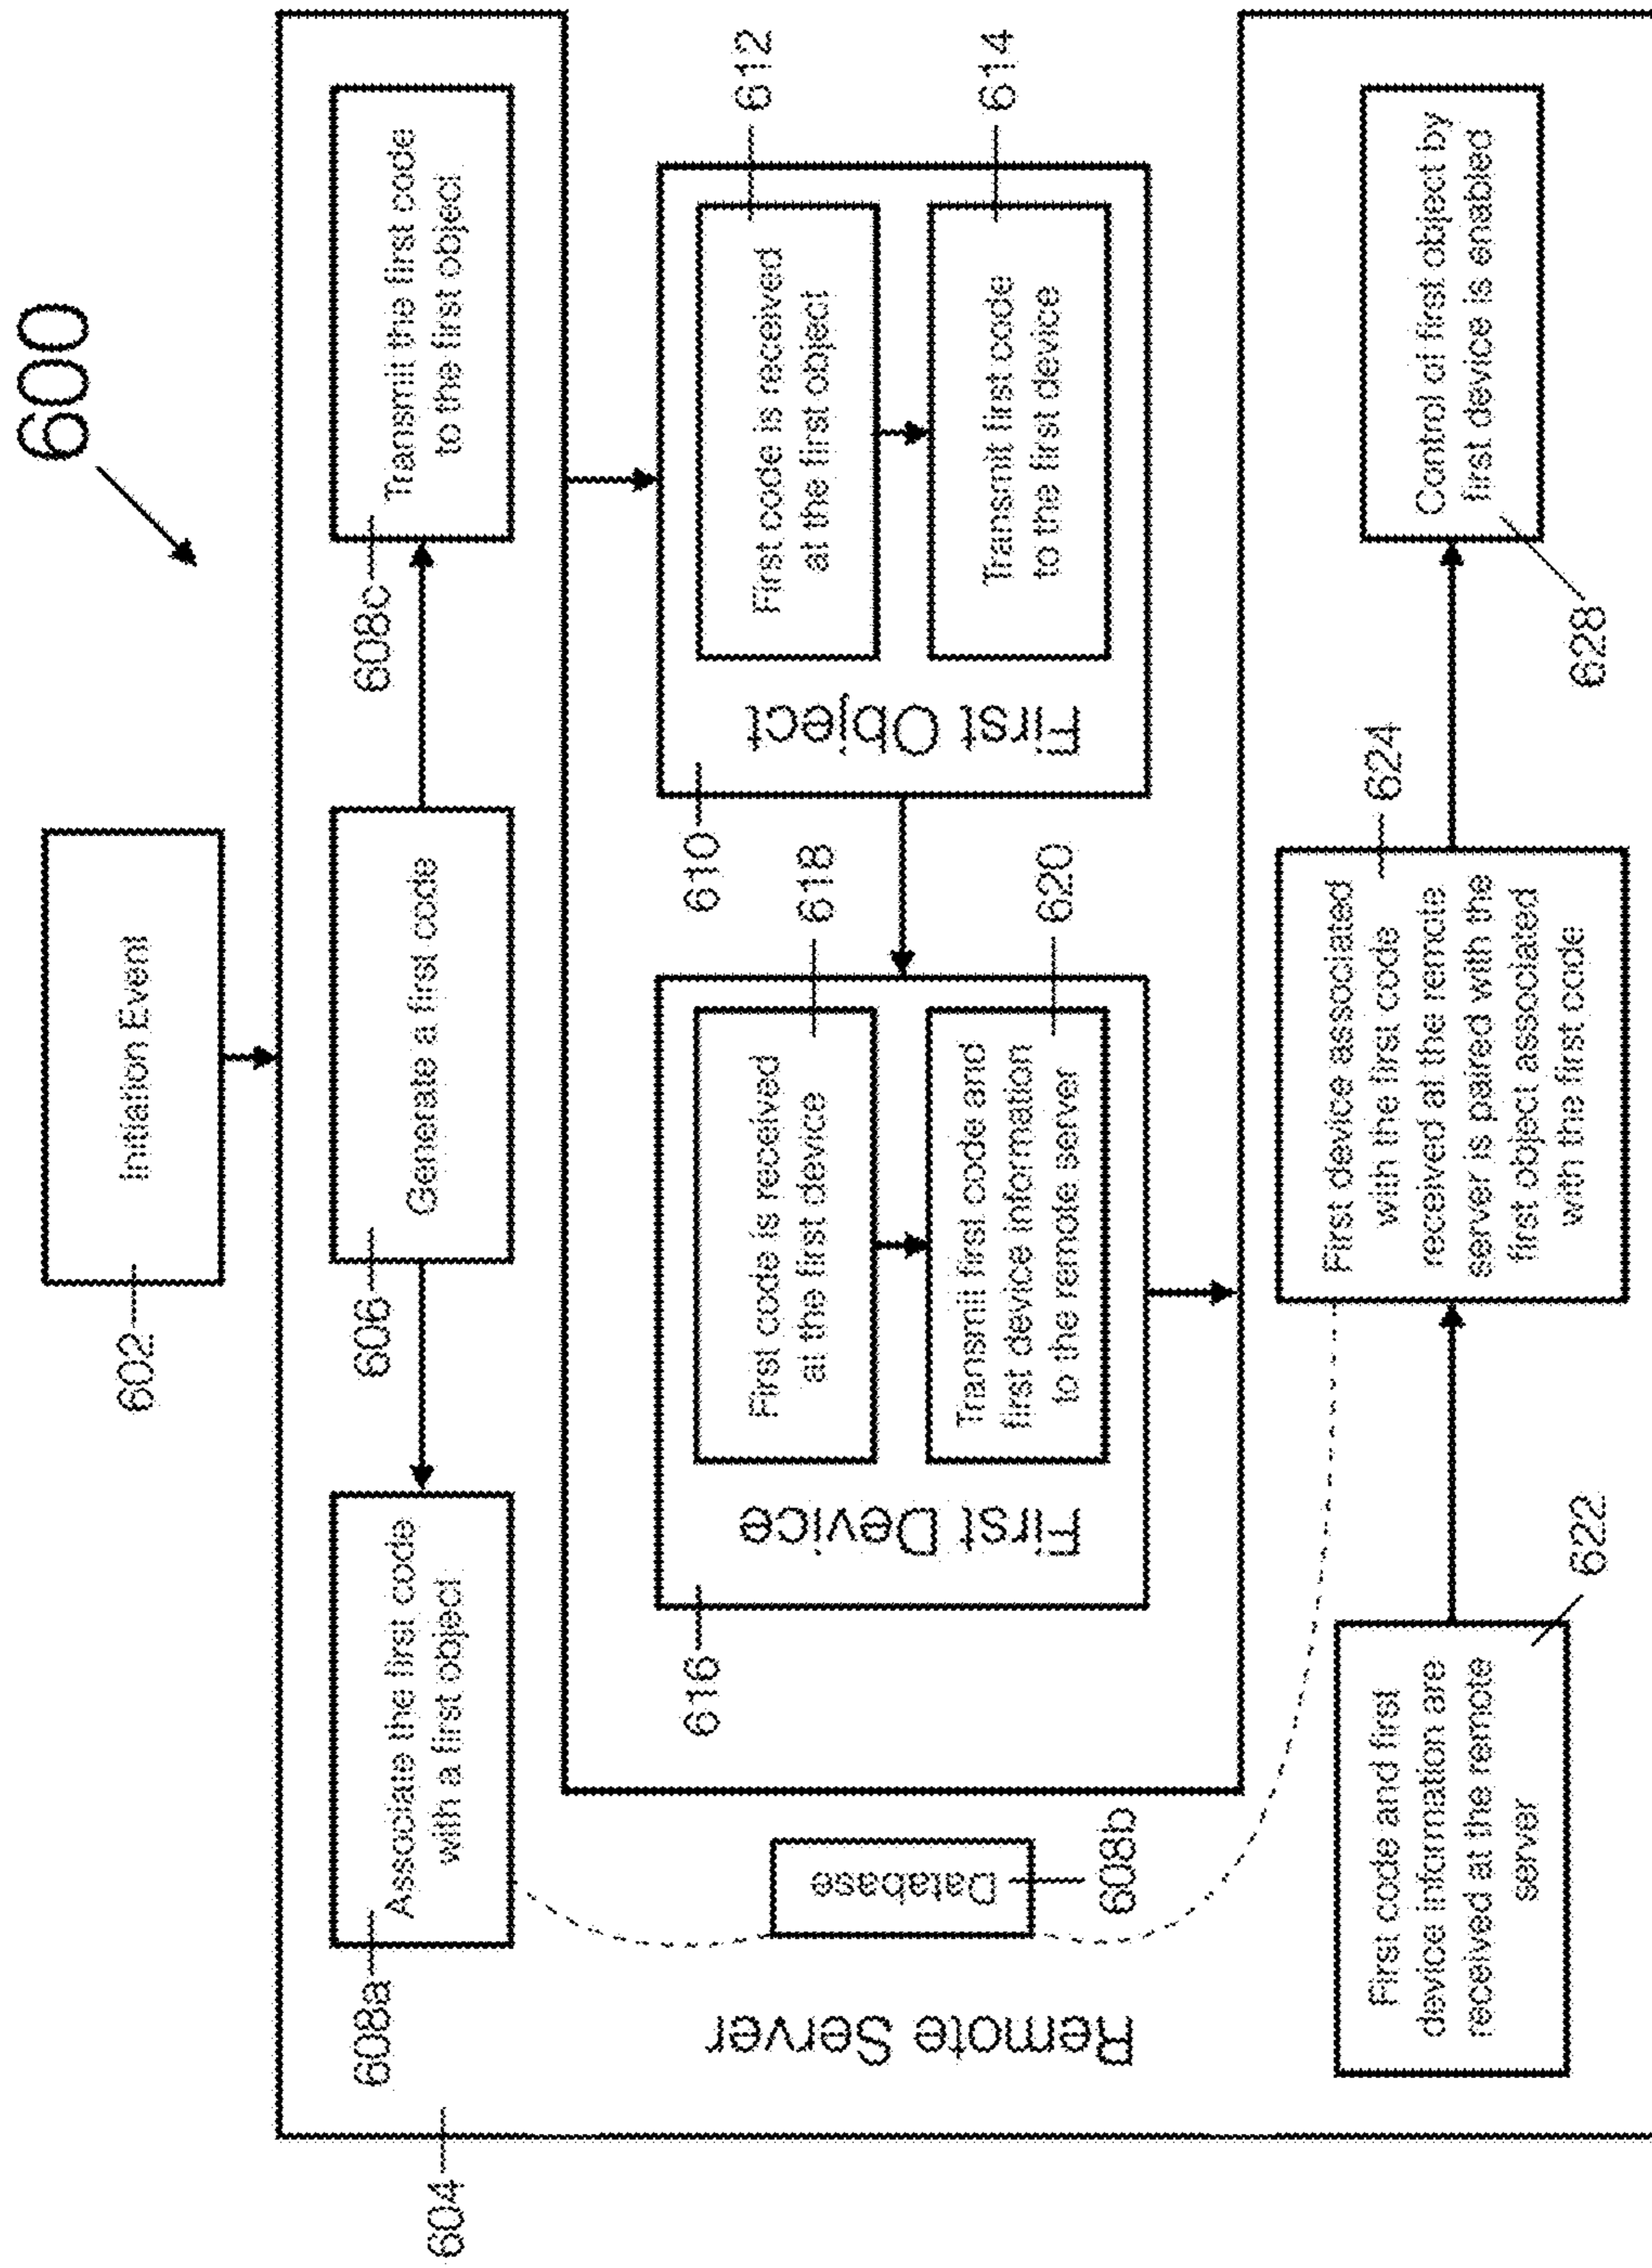 600
602
Initiation Event
604
Remote Server
608a
Associate the first code
with a first object
606
Generate a first code
608c
Transmit the first code
to the first object
Database
608b
616
First Device
618
First code is received
at the first device
620
Transmit first code and
first device information
to the remote server
610
First Object
612
First code is received
at the first object
614
Transmit first code
to the first device
622
First code and first
device information are
received at the remote
server
624
First device associated
with the first code
received at the remote
server is paired with the
first object associated
with the first code
628
Control of first object by
first device is enabled